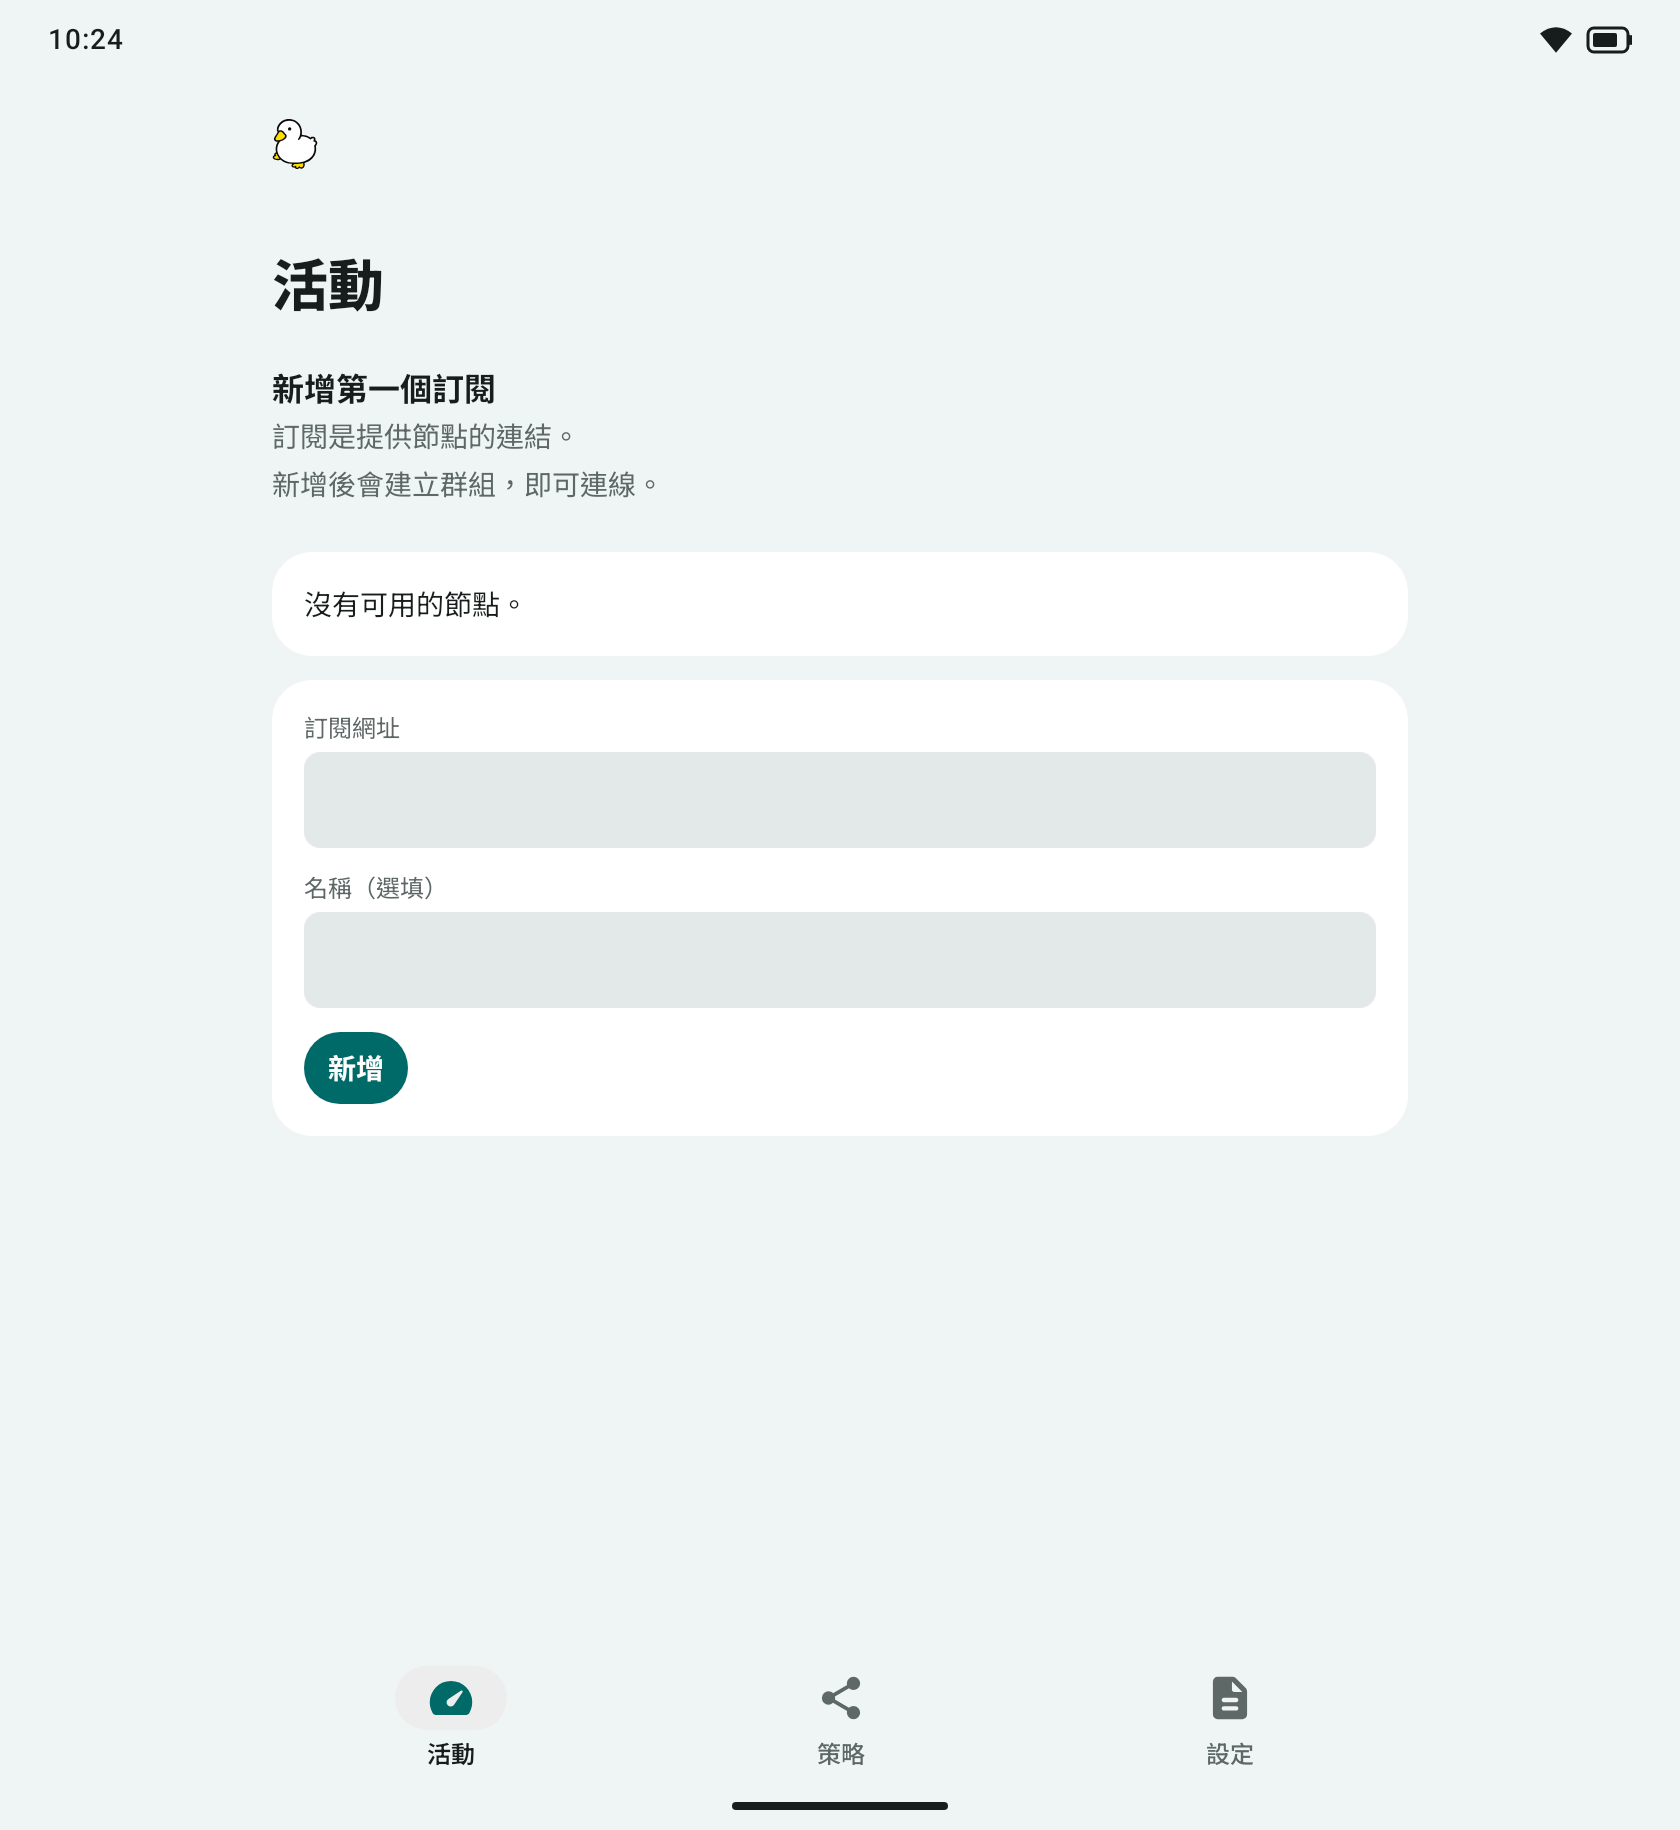 10:24
活動
新增第一個訂閱
訂閱是提供節點的連結。
新增後會建立群組，即可連線。
沒有可用的節點。
訂閱網址
名稱（選填）
新增
活動
策略
設定